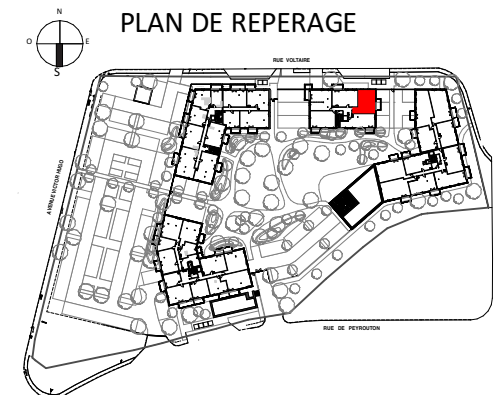 PLAN DE REPERAGE
N
O
E
S
RUE VOLTAIRE
AVENUE VICTOR HUGO
RUE DE PEYROUTON